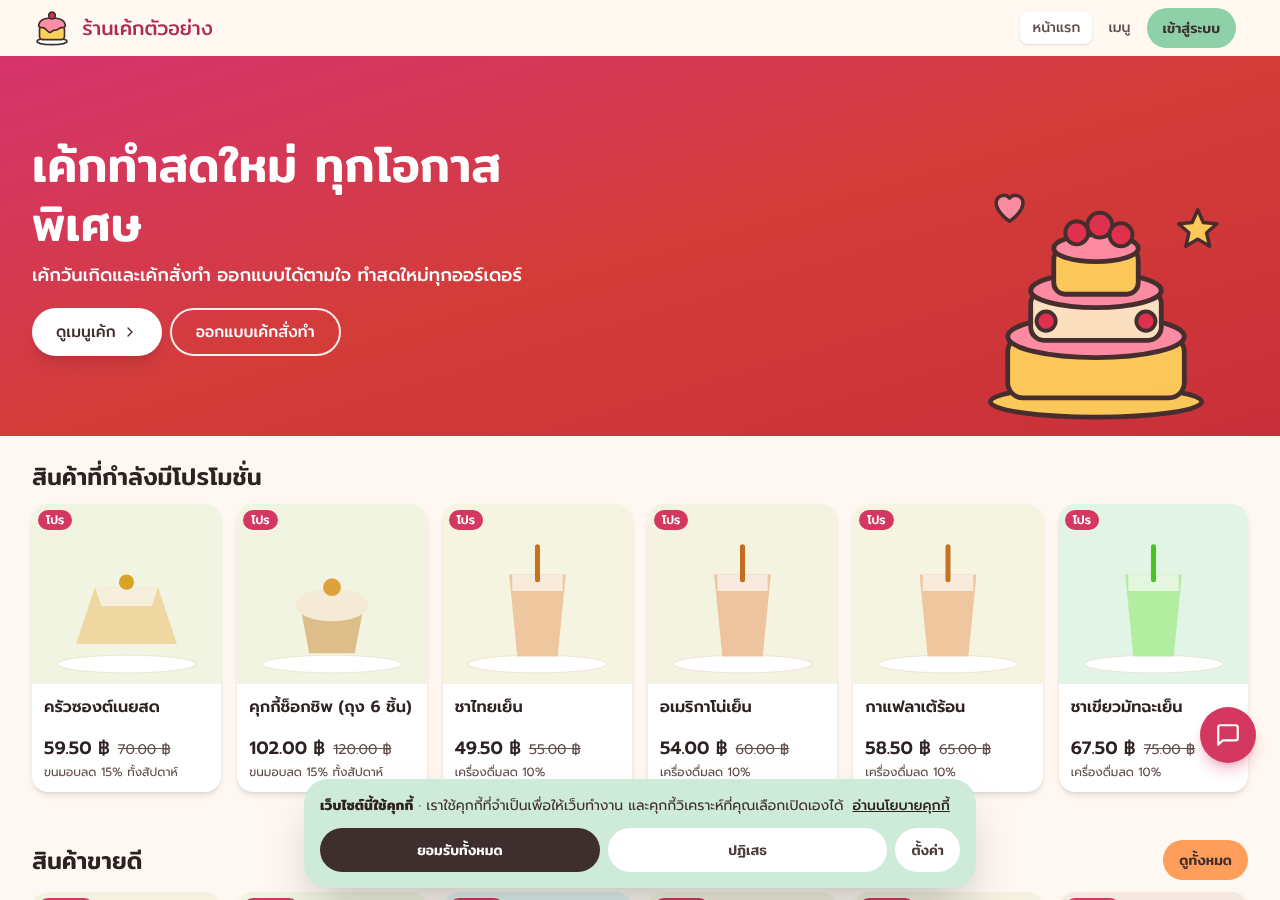 ร้านเค้กตัวอย่าง
หน้าแรก
เมนู
เข้าสู่ระบบ
เค้กทำสดใหม่ ทุกโอกาส
พิเศษ
เค้กวันเกิดและเค้กสั่งทำ ออกแบบได้ตามใจ ทำสดใหม่ทุกออร์เดอร์
ดูเมนูเค้ก
ออกแบบเค้กสั่งทำ
สินค้าที่กำลังมีโปรโมชั่น
โปร
โปร
โปร
โปร
โปร
โปร
ครัวซองต์เนยสด
59.50 ฿ 70.00 ฿
ขนมอบลด 15% ทั้งสัปดาห์
คุกกี้ช็อกชิพ (ถุง 6 ชิ้น)
102.00 ฿ 120.00 ฿
ขนมอบลด 15% ทั้งสัปดาห์
ชาไทยเย็น
49.50 ฿ 55.00 ฿
เครื่องดื่มลด 10%
อเมริกาโน่เย็น
54.00 ฿ 60.00 ฿
เครื่องดื่มลด 10%
กาแฟลาเต้ร้อน
58.50 ฿ 65.00 ฿
เครื่องดื่มลด 10%
ชาเขียวมัทฉะเย็น
67.50 ฿ 75.00 ฿
เครื่องดื่มลด 10%
เว็บไซต์นี้ใช้คุกกี้ · เราใช้คุกกี้ที่จำเป็นเพื่อให้เว็บทำงาน และคุกกี้วิเคราะห์ที่คุณเลือกเปิดเองได้ อ่านนโยบายคุกกี้
ยอมรับทั้งหมด
ปฏิเสธ
ตั้งค่า
สินค้าขายดี
ดูทั้งหมด